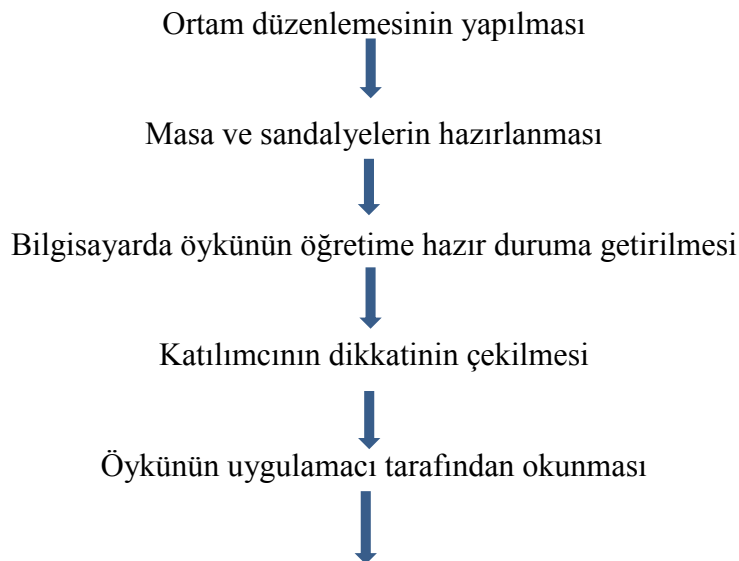 Ortam düzenlemesinin yapılması
Masa ve sandalyelerin hazırlanması
Bilgisayarda öykünün öğretime hazır duruma getirilmesi
Katılımcının dikkatinin çekilmesi
Öykünün uygulamacı tarafından okunması